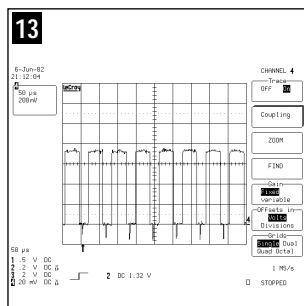 13
6-Jun-02
21:12:04
4
50 µs
200mV
LeCroy
CHANNEL 4
Trace
OFF On
Coupling
ZOOM
FIND
Gain
Fixed
variable
Offsets in
Volts
Divisions
Grids
Single Dual
Quad Octal
4
50 µs
1 .5 V DC
2 .2 V DC
3 .2 V DC
4 20 mV DC
2 DC 1.32 V
1 MS/s
STOPPED